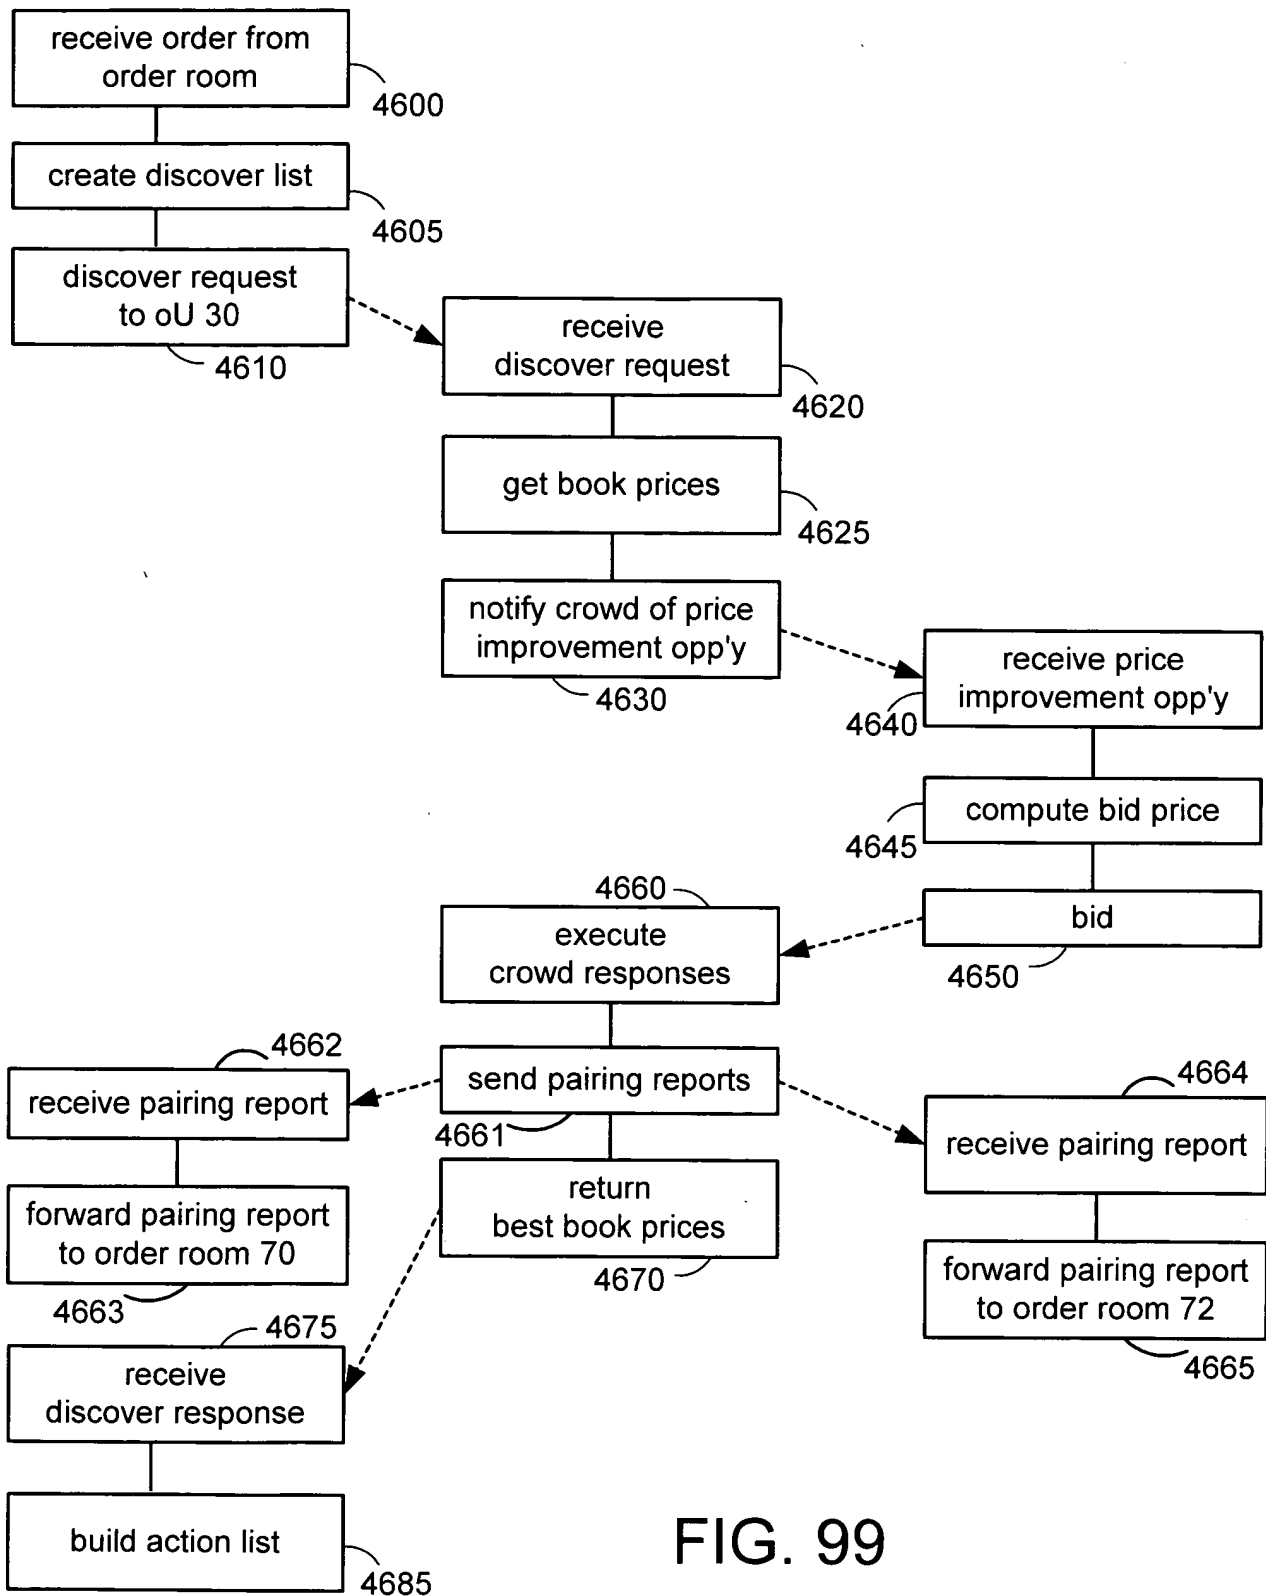 receive order from
order room
4600
create discover list
4605
discover request
to oU 30
4610
receive
discover request
4620
get book prices
4625
notify crowd of price
improvement opp'y
4630
receive price
improvement opp'y
4640
compute bid price
4645
bid
4650
4660
execute
crowd responses
send pairing reports
4661
4662
receive pairing report
forward pairing report
to order room 70
4663
4664
receive pairing report
forward pairing report
to order room 72
4665
return
best book prices
4670
4675
receive
discover response
build action list
4685
FIG. 99